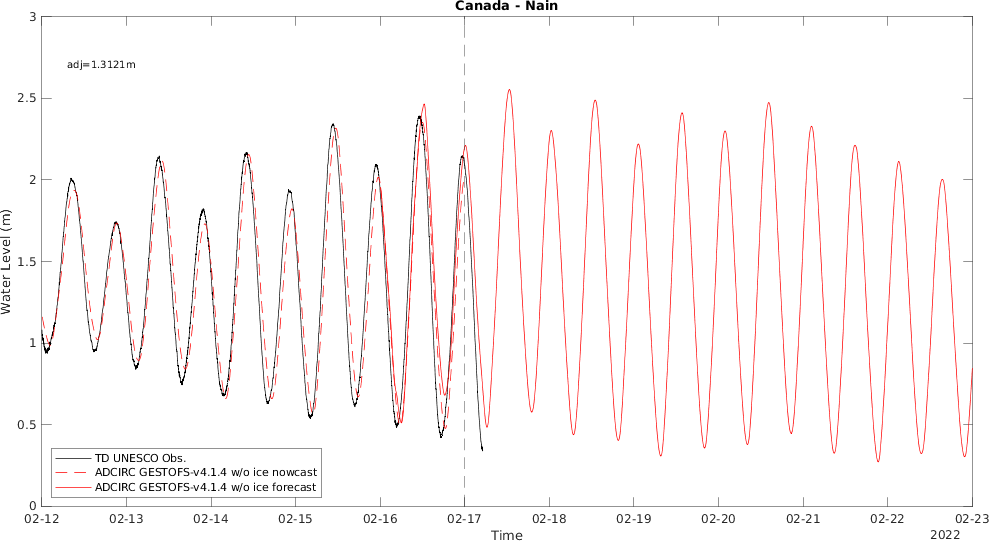 Canada - Nain
3
adj=1.3121m
2.5
2
1.5
1
0.5
0
Water Level (m)
TD UNESCO Obs.
ADCIRC GESTOFS-v4.1.4 w/o ice nowcast
ADCIRC GESTOFS-v4.1.4 w/o ice forecast
02-12 02-13 02-14 02-15 02-16 02-17 02-18 02-19 02-20 02-21 02-22 02-23
Time
2022